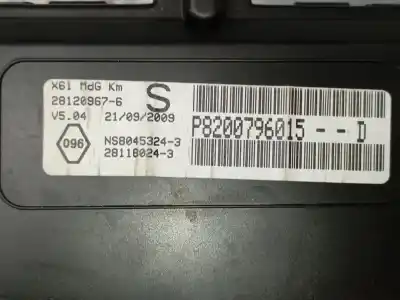 X61 MdG Km
28120967-6
S
V5.04 21/09/2009
P8200796015 - - D
096
NS8045324-3
28118024-3